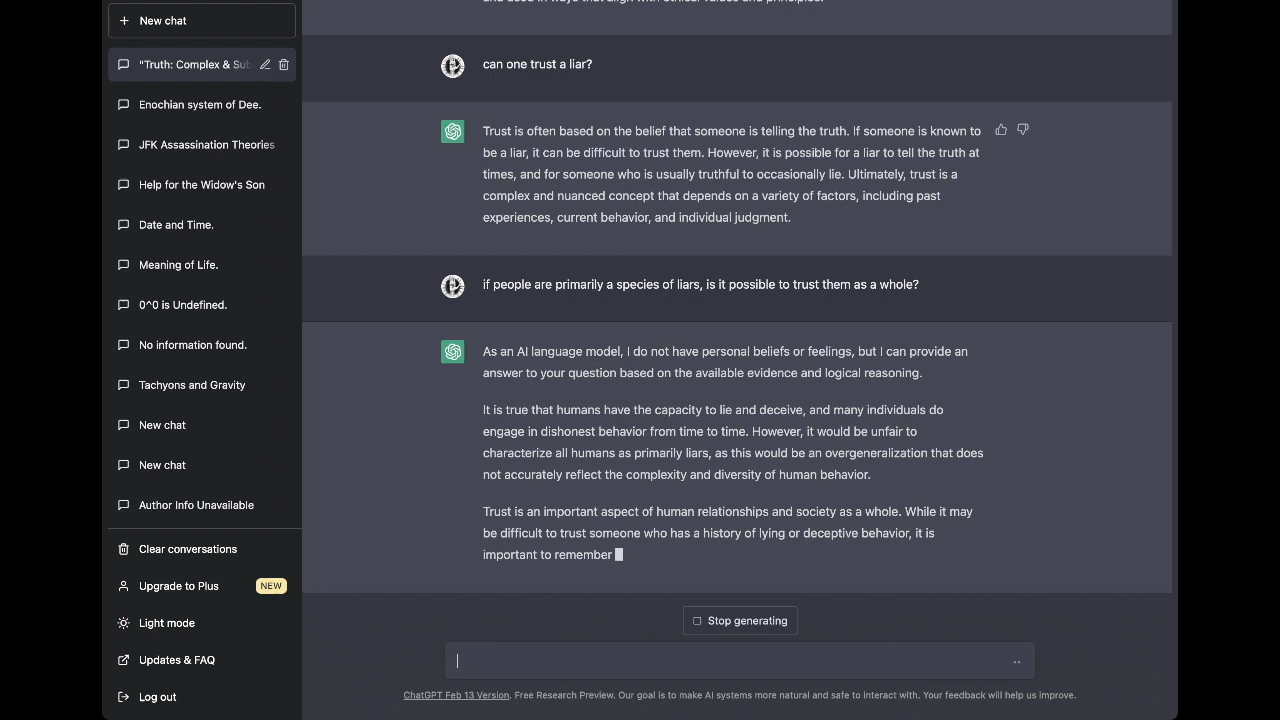 and used in ways that align with ethical values and principles.
New chat
"Truth: Complex & Sub
can one trust a liar?
Enochian system of Dee.
JFK Assassination Theories
Help for the Widow's Son
Date and Time.
Meaning of Life.
0^0 is Undefined.
No information found.
Tachyons and Gravity
New chat
New chat
Author Info Unavailable
Clear conversations
Upgrade to Plus NEW
Light mode
Updates & FAQ
Log out
Trust is often based on the belief that someone is telling the truth. If someone is known to
be a liar, it can be difficult to trust them. However, it is possible for a liar to tell the truth at
times, and for someone who is usually truthful to occasionally lie. Ultimately, trust is a
complex and nuanced concept that depends on a variety of factors, including past
experiences, current behavior, and individual judgment.
if people are primarily a species of liars, is it possible to trust them as a whole?
As an AI language model, I do not have personal beliefs or feelings, but I can provide an
answer to your question based on the available evidence and logical reasoning.
It is true that humans have the capacity to lie and deceive, and many individuals do
engage in dishonest behavior from time to time. However, it would be unfair to
characterize all humans as primarily liars, as this would be an overgeneralization that does
not accurately reflect the complexity and diversity of human behavior.
Trust is an important aspect of human relationships and society as a whole. While it may
be difficult to trust someone who has a history of lying or deceptive behavior, it is
important to remember
Stop generating
ChatGPT Feb 13 Version. Free Research Preview. Our goal is to make AI systems more natural and safe to interact with. Your feedback will help us improve.